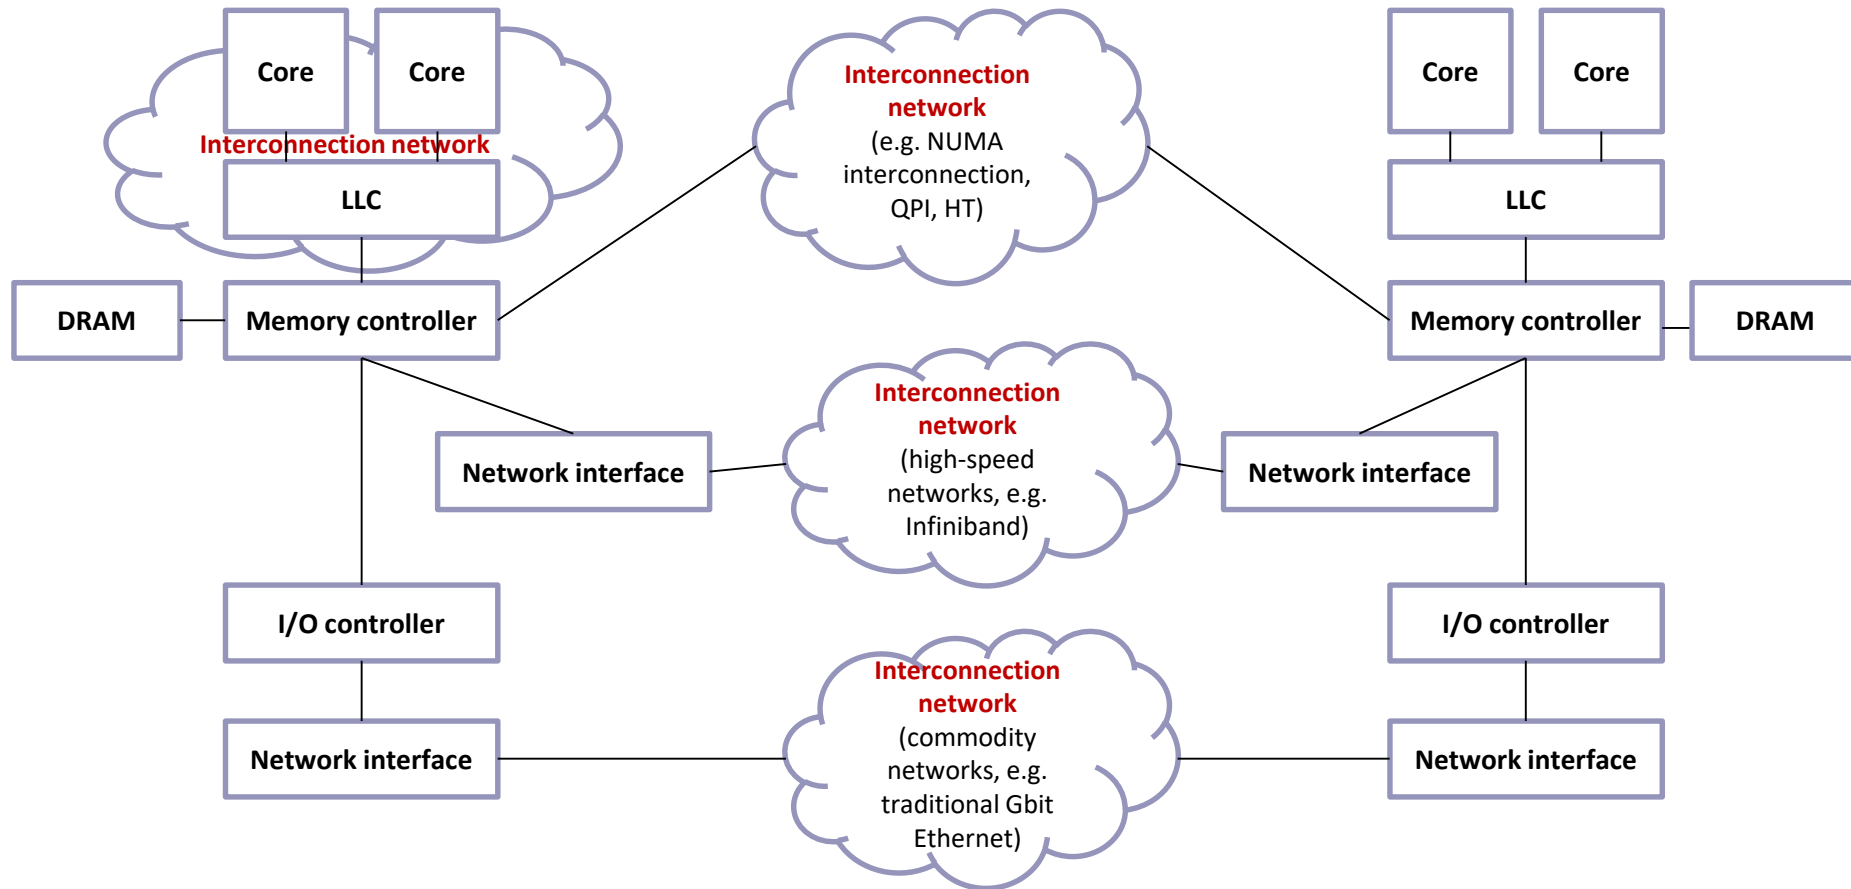 Core
Core
Interconnection network
LLC
DRAM
Memory controller
Interconnection
network
(e.g. NUMA
interconnection,
QPI, HT)
Core
Core
LLC
Memory controller
DRAM
Network interface
Interconnection
network
(high-speed
networks, e.g.
Infiniband)
Network interface
I/O controller
I/O controller
Network interface
Interconnection
network
(commodity
networks, e.g.
traditional Gbit
Ethernet)
Network interface